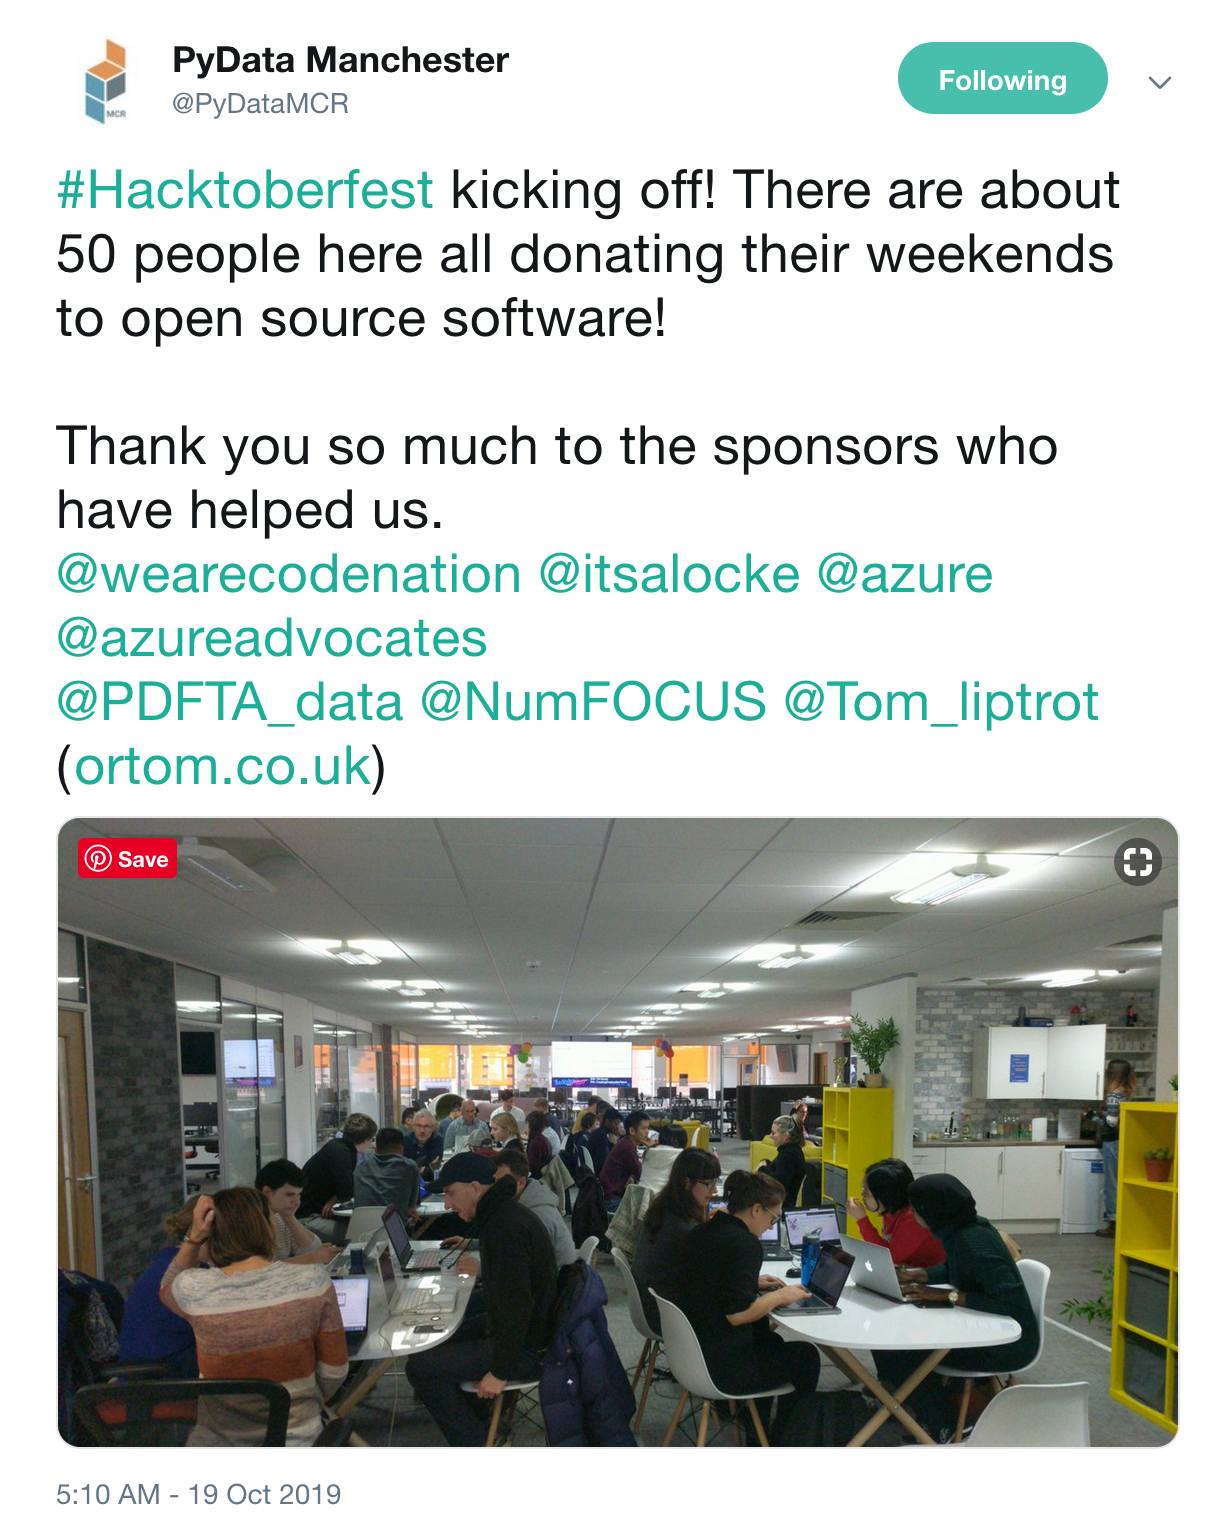 PyData Manchester
@PyDataMCR
MCR
Following
#Hacktoberfest kicking off! There are about
50 people here all donating their weekends
to open source software!
Thank you so much to the sponsors who
have helped us.
@wearecodenation @itsalocke @azure
@azureadvocates
@PDFTA_data @NumFOCUS @Tom_liptrot
(ortom.co.uk)
Save
5:10 AM - 19 Oct 2019